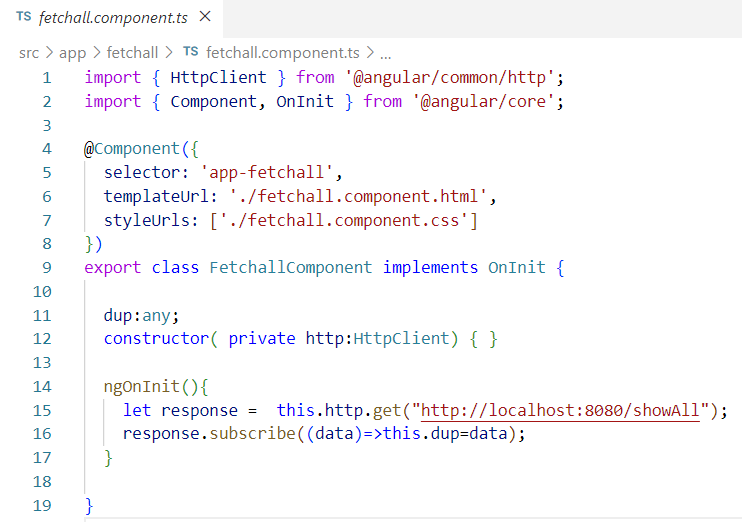 TS fetchall.component.ts ×
src > app > fetchall > TS fetchall.component.ts > ...
1 import { HttpClient } from '@angular/common/http';
2 import { Component, OnInit } from '@angular/core';
3
4 @Component({
5   selector: 'app-fetchall',
6   templateUrl: './fetchall.component.html',
7   styleUrls: ['./fetchall.component.css']
8 })
9 export class FetchallComponent implements OnInit {
10
11   dup:any;
12   constructor( private http:HttpClient) { }
13
14   ngOnInit(){
15     let response =  this.http.get("http://localhost:8080/showAll");
16     response.subscribe((data)=>this.dup=data);
17   }
18
19 }